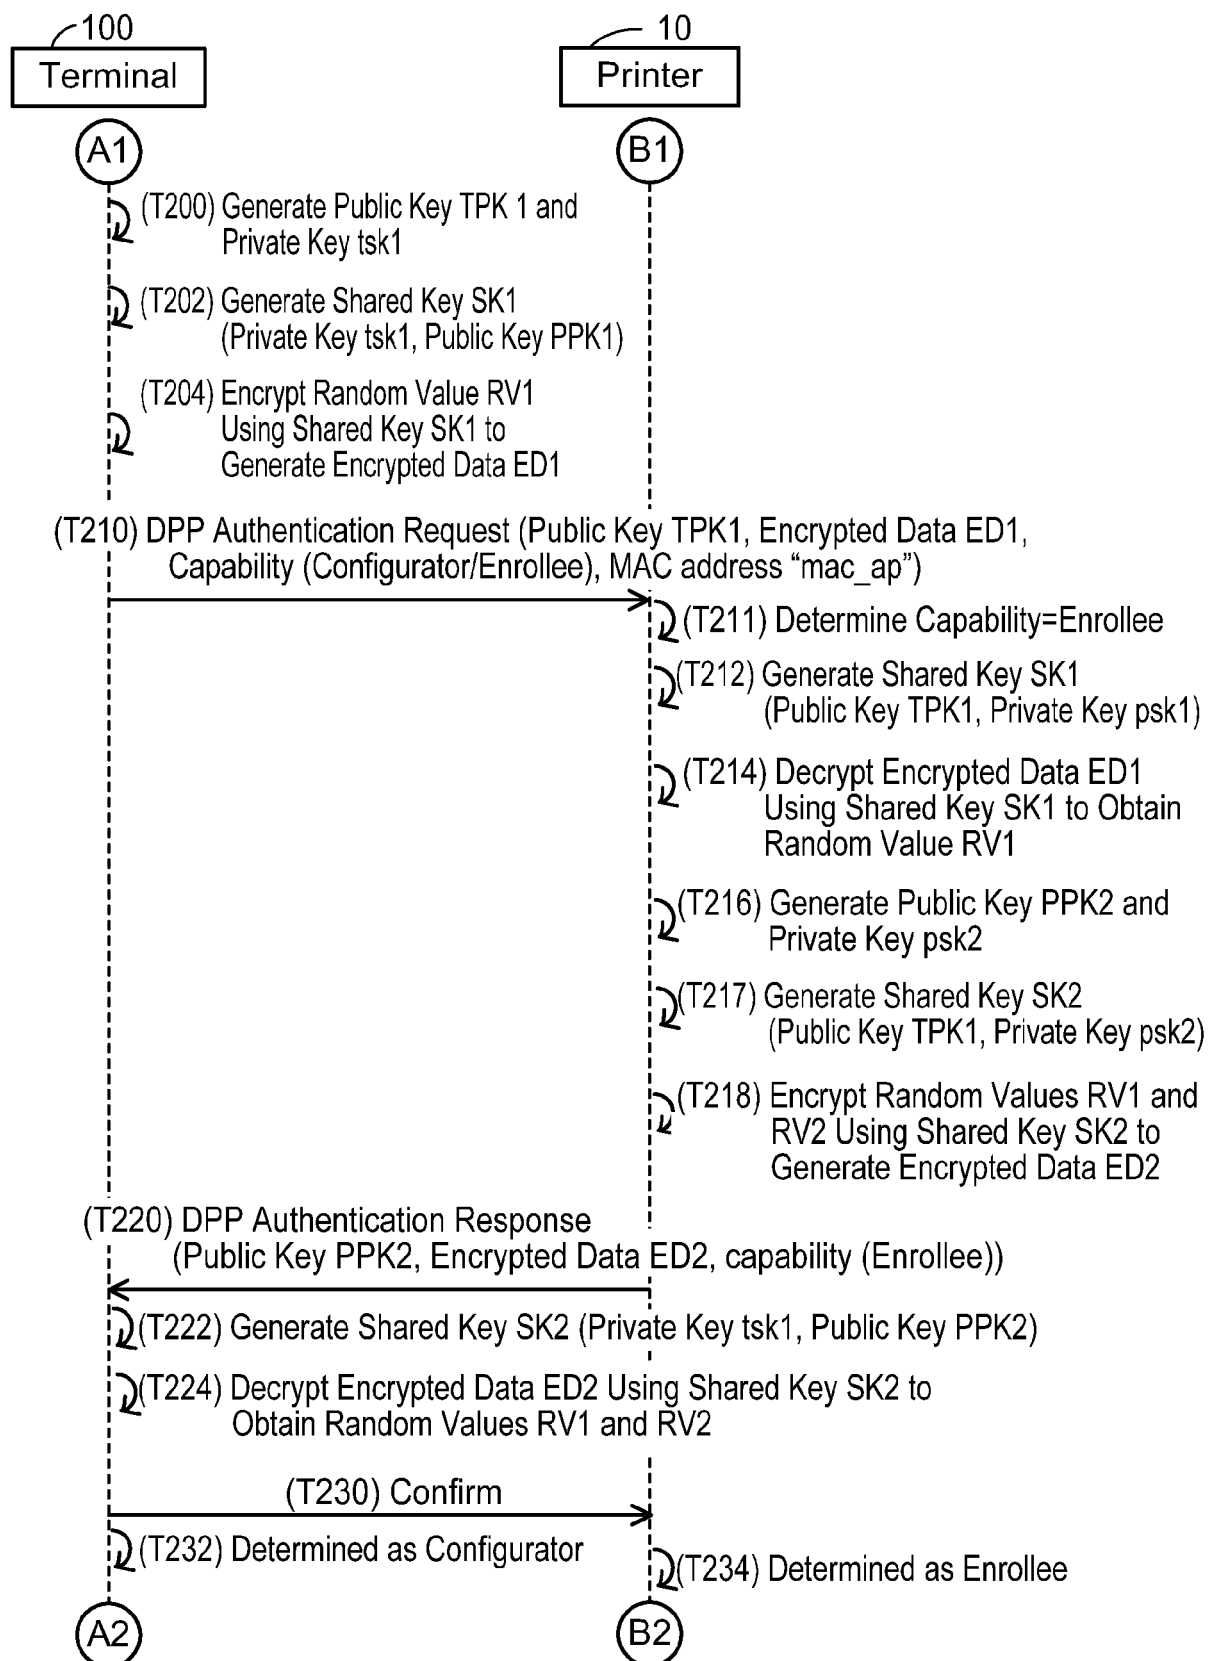 100
10
Terminal
Printer
A1
B1
(T200) Generate Public Key TPK 1 and
Private Key tsk1
(T202) Generate Shared Key SK1
(Private Key tsk1, Public Key PPK1)
(T204) Encrypt Random Value RV1
Using Shared Key SK1 to
Generate Encrypted Data ED1
(T210) DPP Authentication Request (Public Key TPK1, Encrypted Data ED1,
Capability (Configurator/Enrollee), MAC address “mac_ap”)
(T211) Determine Capability=Enrollee
(T212) Generate Shared Key SK1
(Public Key TPK1, Private Key psk1)
(T214) Decrypt Encrypted Data ED1
Using Shared Key SK1 to Obtain
Random Value RV1
(T216) Generate Public Key PPK2 and
Private Key psk2
(T217) Generate Shared Key SK2
(Public Key TPK1, Private Key psk2)
(T218) Encrypt Random Values RV1 and
RV2 Using Shared Key SK2 to
Generate Encrypted Data ED2
(T220) DPP Authentication Response
(Public Key PPK2, Encrypted Data ED2, capability (Enrollee))
(T222) Generate Shared Key SK2 (Private Key tsk1, Public Key PPK2)
(T224) Decrypt Encrypted Data ED2 Using Shared Key SK2 to
Obtain Random Values RV1 and RV2
(T230) Confirm
(T232) Determined as Configurator
(T234) Determined as Enrollee
A2
B2